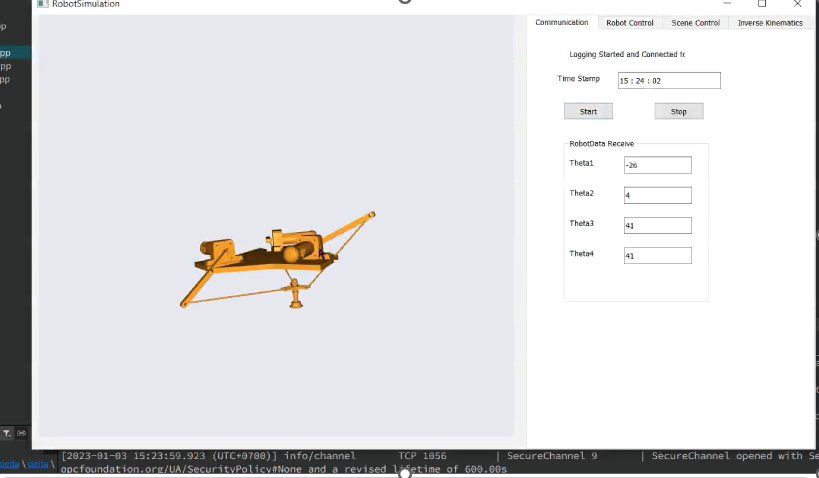 RobotSimulation
Communication
Robot Control
Scene Control
Inverse Kinematics
Logging Started and Connected to
Time Stamp
15 : 24 : 02
Start
Stop
RobotData Receive
Theta1
-26
Theta2
4
Theta3
41
Theta4
41
pp
pp
pp
delta \ delta \
[2023-01-03 15:23:59.923 (UTC+0700)] info/channel TCP 1056 | SecureChannel 9 | SecureChannel opened with Se
opcfoundation.org/UA/SecurityPolicy#None and a revised lifetime of 600.00s